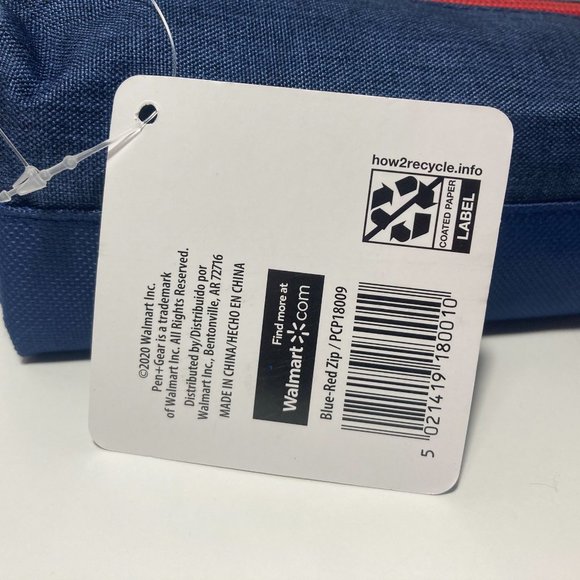 how2recycle.info
COATED PAPER
LABEL
©2020 Walmart Inc.
Pen+Gear is a trademark
of Walmart Inc. All Rights Reserved.
Distributed by/Distribuido por
Walmart Inc., Bentonville, AR 72716
MADE IN CHINA/HECHO EN CHINA
Find more at
Walmart.com
Blue-Red Zip / PCP18009
5 021419 180010